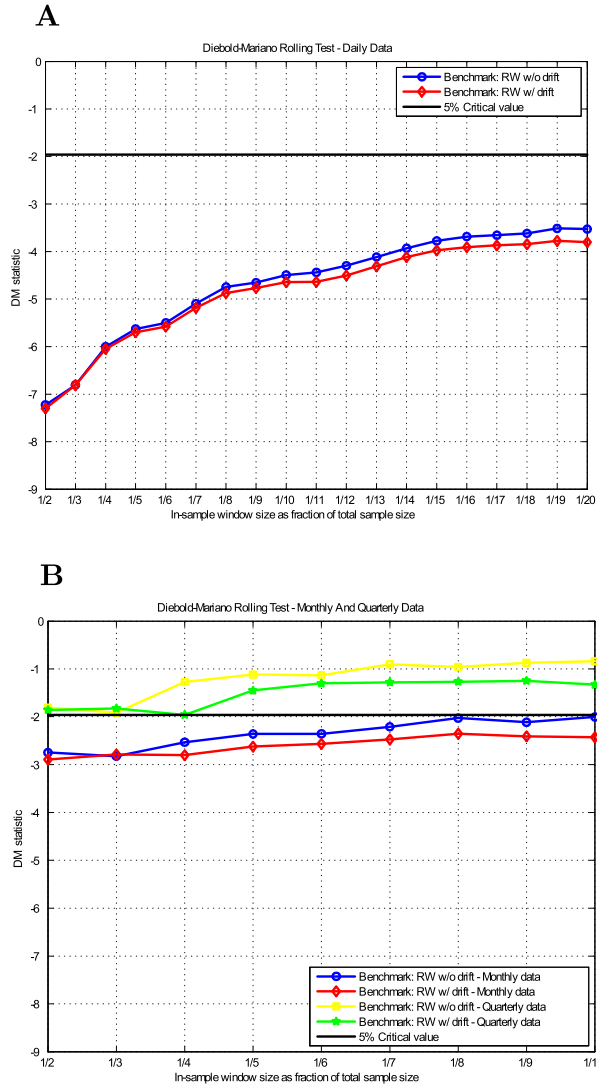 A
Diebold-Mariano Rolling Test - Daily Data
0
-1
-2
-3
-4
-5
-6
-7
-8
-9
DM statistic
Benchmark: RW w/o drift
Benchmark: RW w/ drift
5% Critical value
1/2 1/3 1/4 1/5 1/6 1/7 1/8 1/9 1/10 1/11 1/12 1/13 1/14 1/15 1/16 1/17 1/18 1/19 1/20
In-sample window size as fraction of total sample size
B
Diebold-Mariano Rolling Test - Monthly And Quarterly Data
0
-1
-2
-3
-4
-5
-6
-7
-8
-9
DM statistic
Benchmark: RW w/o drift - Monthly data
Benchmark: RW w/ drift - Monthly data
Benchmark: RW w/o drift - Quarterly data
Benchmark: RW w/ drift - Quarterly data
5% Critical value
1/2 1/3 1/4 1/5 1/6 1/7 1/8 1/9 1/1
In-sample window size as fraction of total sample size